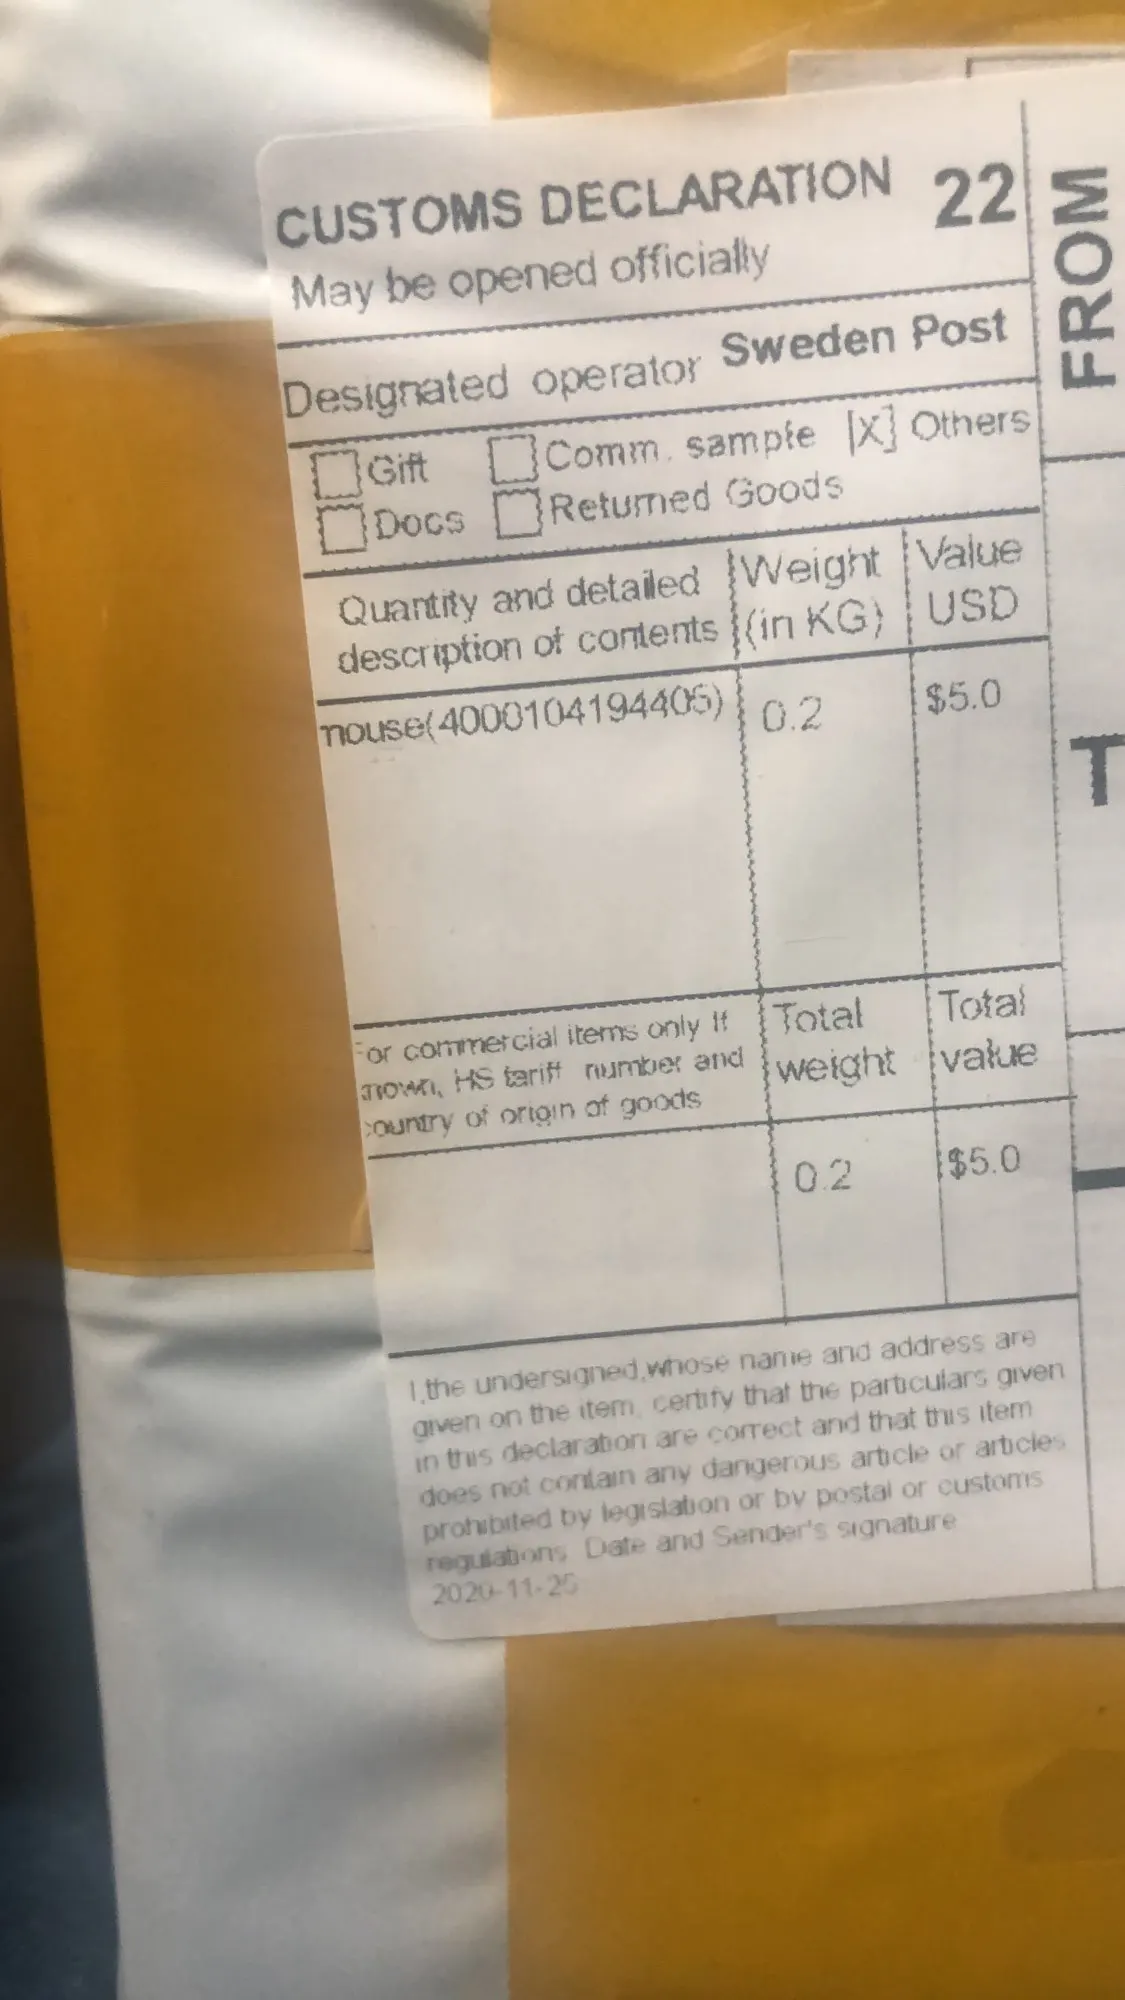 CUSTOMS DECLARATION 22
May be opened officially
Designated operator Sweden Post
Gift Comm. sample [X] Others
Docs Returned Goods
Quantity and detailed description of contents
Weight (in KG)
Value USD
mouse(4000104194405) 0.2 $5.0
For commercial items only If
known, HS tariff number and
country of origin of goods
Total weight
Total value
0.2 $5.0
I,the undersigned,whose name and address are
given on the item, certify that the particulars given
in this declaration are correct and that this item
does not contain any dangerous article or articles
prohibited by legislation or by postal or customs
regulations. Date and Sender's signature
FROM